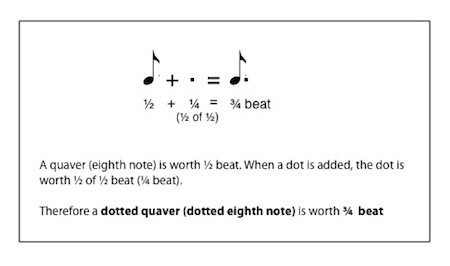 + · =
½ + ¼ = ¾ beat
(½ of ½)
A quaver (eighth note) is worth ½ beat. When a dot is added, the dot is
worth ½ of ½ beat (¼ beat).
Therefore a dotted quaver (dotted eighth note) is worth ¾ beat